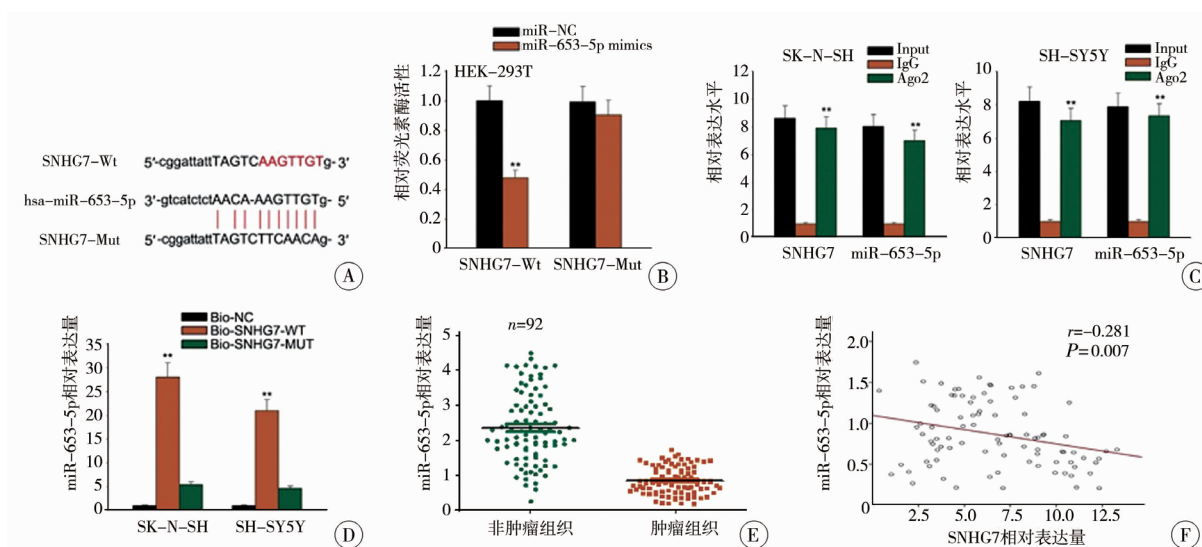 SNHG7-Wt 5′-cggattattTAGTCAAGTTGTg-3′
hsa-miR-653-5p 3′-gtcatctctAACA-AAGTTGTg- 5′
SNHG7-Mut 5′-cggattattTAGTCTTCAACAg- 3′
A
miR-NC
miR-653-5p mimics
HEK-293T
相对荧光素酶活性
1.2
1.0
0.8
0.6
0.4
0.2
0
**
SNHG7-Wt SNHG7-Mut
B
SK-N-SH
Input
IgG
Ago2
相对表达水平
12
10
8
6
4
2
0
** **
SNHG7 miR-653-5p
SH-SY5Y
Input
IgG
Ago2
相对表达水平
10
8
6
4
2
0
** **
SNHG7 miR-653-5p
C
Bio-NC
Bio-SNHG7-WT
Bio-SNHG7-MUT
miR-653-5p相对表达量
35
30
25
20
15
10
5
0
** **
SK-N-SH SH-SY5Y
D
n=92
miR-653-5p相对表达量
5
4
3
2
1
0
非肿瘤组织 肿瘤组织
E
r=-0.281
P=0.007
miR-653-5p相对表达量
2.0
1.5
1.0
0.5
0
2.5 5.0 7.5 10.0 12.5
SNHG7相对表达量
F